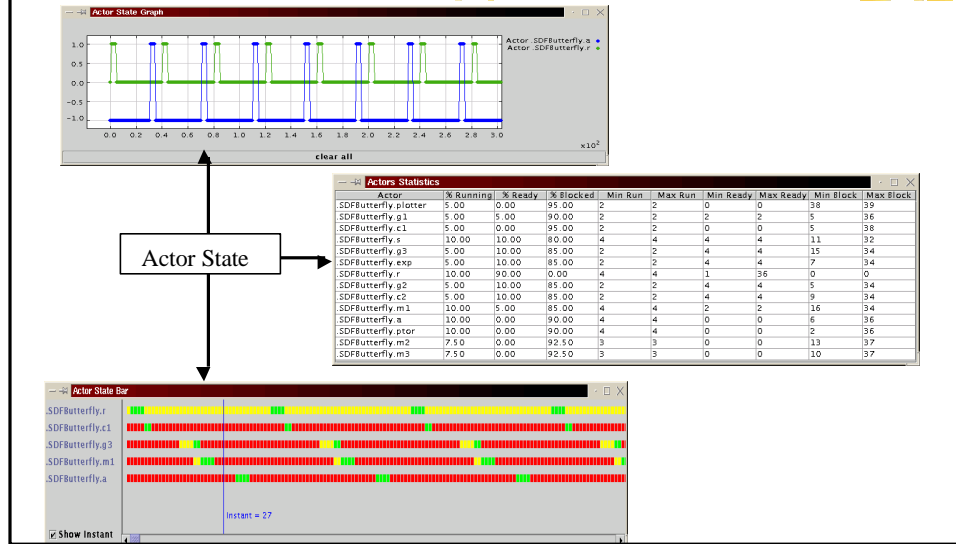 Actor State Graph
Actor .SDFButterfly.a
Actor .SDFButterfly.r
1.0
0.5
0.0
-0.5
-1.0
0.0 0.2 0.4 0.6 0.8 1.0 1.2 1.4 1.6 1.8 2.0 2.2 2.4 2.6 2.8 3.0
x10²
clear all
Actors Statistics
Actor % Running % Ready % Blocked Min Run Max Run Min Ready Max Ready Min Block Max Block
.SDFButterfly.plotter 5.00 0.00 95.00 2 2 0 0 38 39
.SDFButterfly.g1 5.00 5.00 90.00 2 2 2 2 5 36
.SDFButterfly.c1 5.00 0.00 95.00 2 2 0 0 5 38
.SDFButterfly.s 10.00 10.00 80.00 4 4 4 4 11 32
.SDFButterfly.g3 5.00 10.00 85.00 2 2 4 4 15 34
.SDFButterfly.exp 5.00 10.00 85.00 2 2 4 4 7 34
.SDFButterfly.r 10.00 90.00 0.00 4 4 1 36 0 0
.SDFButterfly.g2 5.00 10.00 85.00 2 2 4 4 5 34
.SDFButterfly.c2 5.00 10.00 85.00 2 2 4 4 9 34
.SDFButterfly.m1 10.00 5.00 85.00 4 4 2 2 16 34
.SDFButterfly.a 10.00 0.00 90.00 4 4 0 0 6 36
.SDFButterfly.ptor 10.00 0.00 90.00 4 4 0 0 2 36
.SDFButterfly.m2 7.50 0.00 92.50 3 3 0 0 13 37
.SDFButterfly.m3 7.50 0.00 92.50 3 3 0 0 10 37
Actor State
Actor State Bar
.SDFButterfly.r
.SDFButterfly.c1
.SDFButterfly.g3
.SDFButterfly.m1
.SDFButterfly.a
Instant = 27
Show Instant